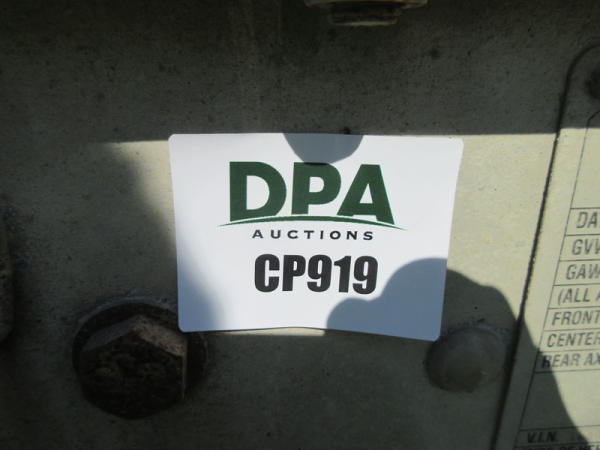 DPA
AUCTIONS
CP919
DA
GVW
GAW
(ALL A
FRONT
CENTER
REAR AX
V.I.N.